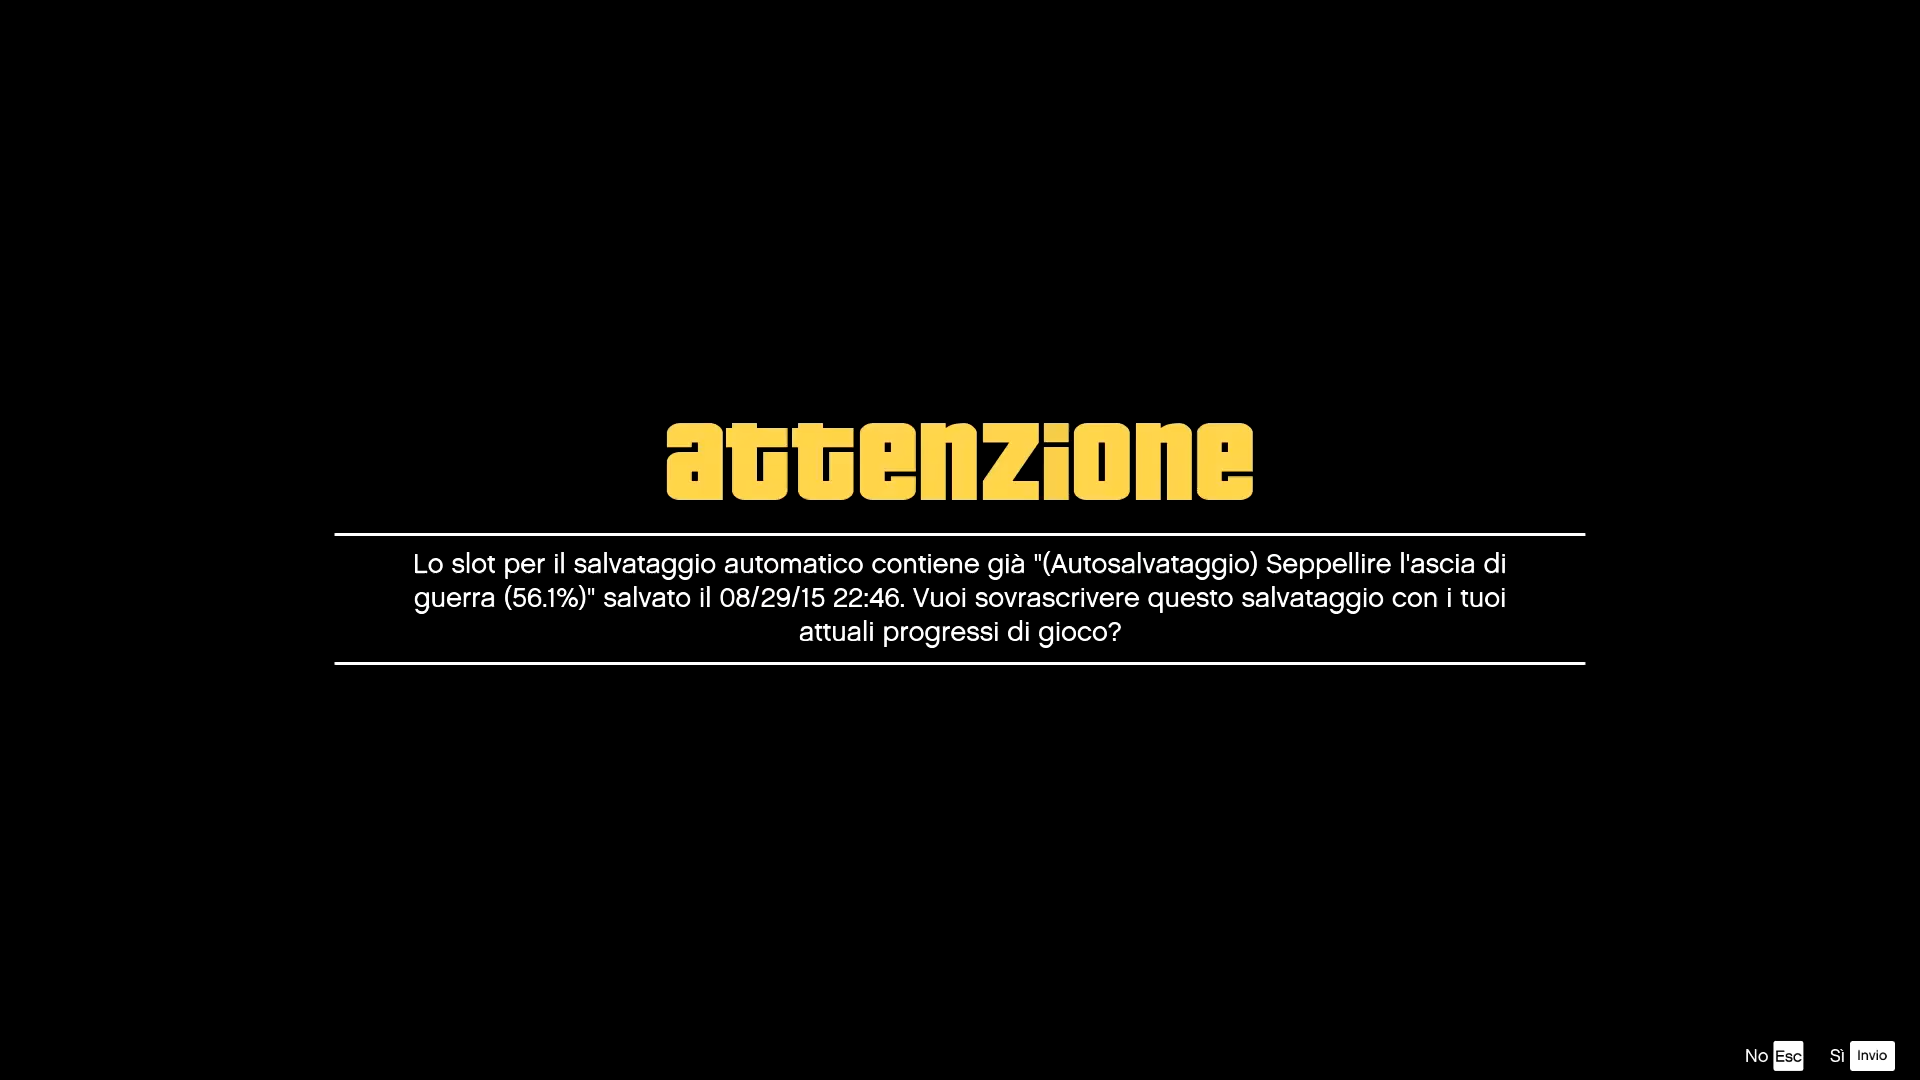 attenzione
Lo slot per il salvataggio automatico contiene già "(Autosalvataggio) Seppellire l'ascia di
guerra (56.1%)" salvato il 08/29/15 22:46. Vuoi sovrascrivere questo salvataggio con i tuoi
attuali progressi di gioco?
No Esc Sì Invio